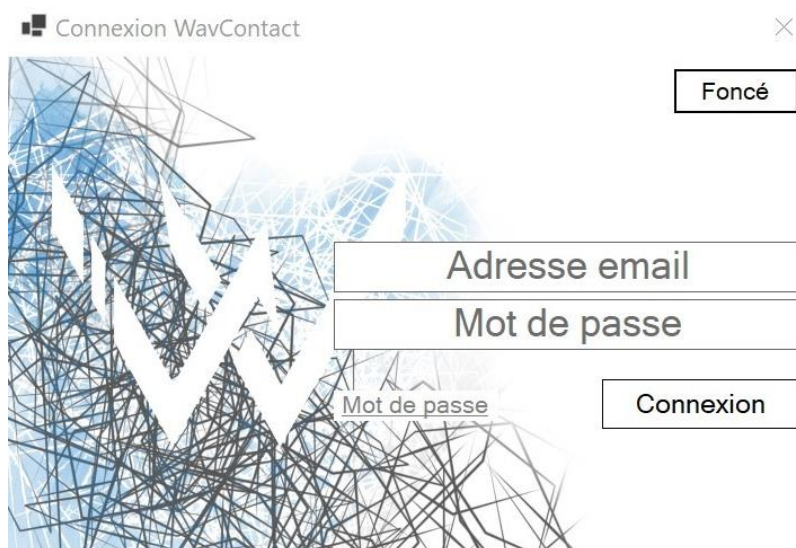 Connexion WavContact
Foncé
Adresse email
Mot de passe
Mot de passe
Connexion